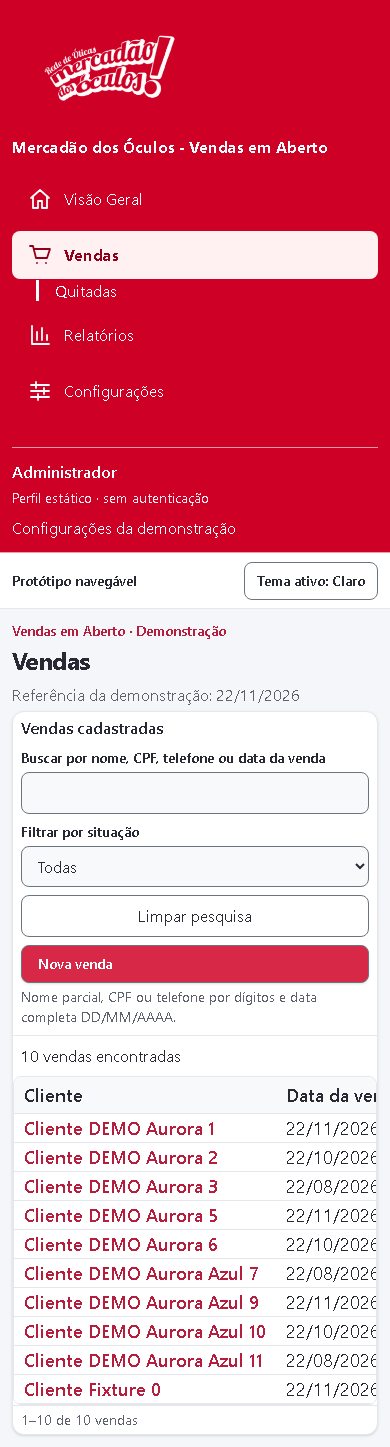 Rede de Óticas
mercadão
dos óculos!
Mercadão dos Óculos - Vendas em Aberto
Visão Geral
Vendas
Quitadas
Relatórios
Configurações
Administrador
Perfil estático · sem autenticação
Configurações da demonstração
Protótipo navegável
Tema ativo: Claro
Vendas em Aberto · Demonstração
Vendas
Referência da demonstração: 22/11/2026
Vendas cadastradas
Buscar por nome, CPF, telefone ou data da venda
Filtrar por situação
Todas
Limpar pesquisa
Nova venda
Nome parcial, CPF ou telefone por dígitos e data
completa DD/MM/AAAA.
10 vendas encontradas
Cliente Data da ven
Cliente DEMO Aurora 1 22/11/2026
Cliente DEMO Aurora 2 22/10/2026
Cliente DEMO Aurora 3 22/08/2026
Cliente DEMO Aurora 5 22/11/2026
Cliente DEMO Aurora 6 22/10/2026
Cliente DEMO Aurora Azul 7 22/08/2026
Cliente DEMO Aurora Azul 9 22/11/2026
Cliente DEMO Aurora Azul 10 22/10/2026
Cliente DEMO Aurora Azul 11 22/08/2026
Cliente Fixture 0 22/11/2026
1–10 de 10 vendas